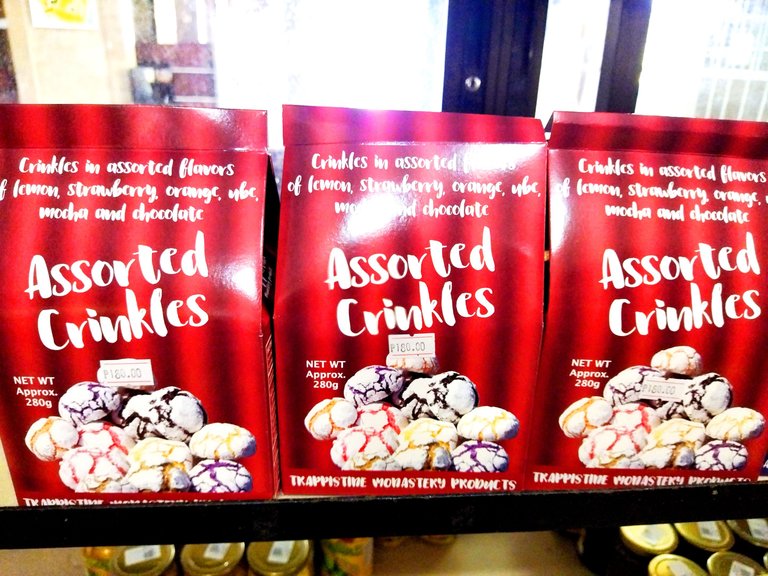 Crinkles in assorted flavors
of lemon, strawberry, orange, ube,
mocha and chocolate
Assorted
Crinkles
₱180.00
NET WT
Approx.
280g
TRAPPISTINE MONASTERY
Crinkles in assorted
of lemon, strawberry, orange, ube,
and chocolate
Assorted
Crinkles
₱180.00
NET WT
Approx.
280g
TRAPPISTINE MONASTERY PRODUCTS
Crinkles in assorted flavors
of lemon, strawberry, orange,
mocha and chocolate
Assorted
Crinkles
₱180.00
NET WT
Approx.
280g
TRAPPISTINE MONASTERY PRODUCTS